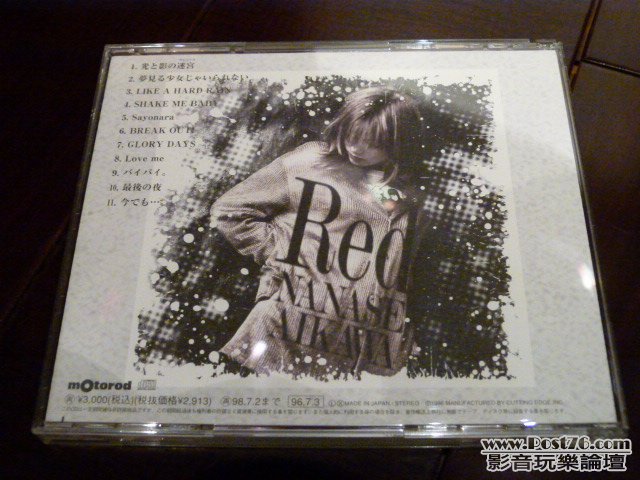 1. 光と影の迷宮
2. 夢見る少女じゃいられない
3. LIKE A HARD RAIN
4. SHAKE ME BABY
5. Sayonara
6. BREAK OUT!
7. GLORY DAYS
8. Love me
9. バイバイ。
10. 最後の夜
11. 今でも…
Red
NANASE
AIKAWA
motorod
¥3,000(税込)(税抜価格¥2,913) 再 98.7.2まで 96.7.3 MADE IN JAPAN・STEREO 1996 MANUFACTURED BY CUTTING EDGE INC.
www.Post76.com
影音玩樂論壇